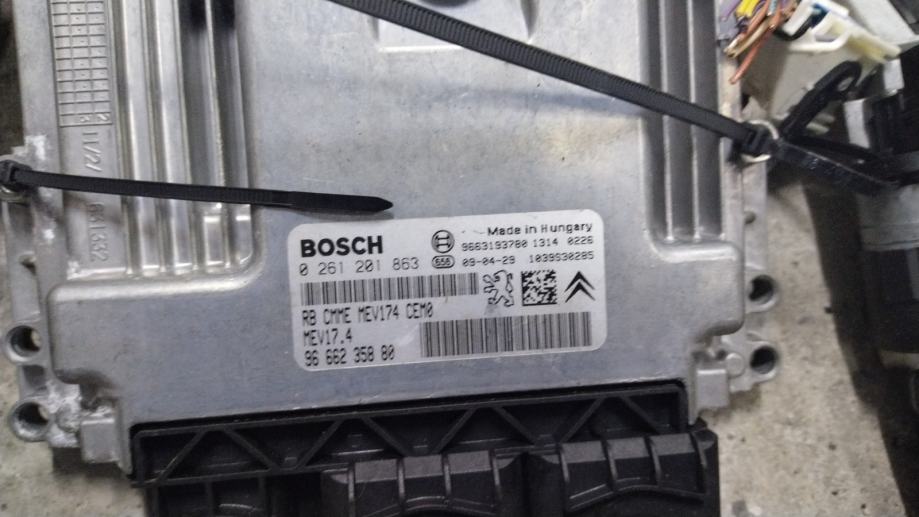 BOSCH
Made in Hungary
9663193780 1314 0226
0 261 201 863
656 09-04-29 1039S30285
RB CMME MEV174 CEM0
MEV17.4
96 662 358 80